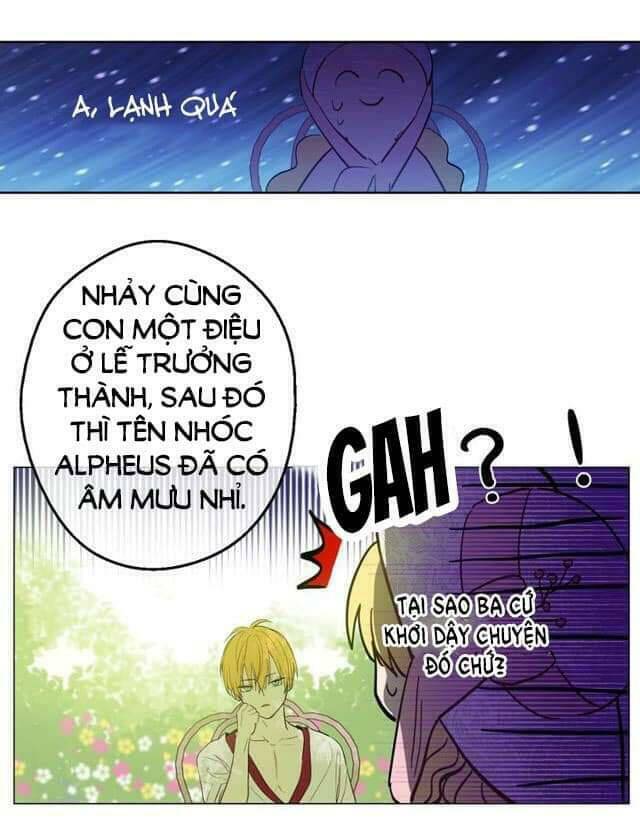 A, LẠNH QUÁ
NHẢY CÙNG
CON MỘT ĐIỆU
Ở LỄ TRƯỞNG
THÀNH, SAU ĐÓ
THÌ TÊN NHÓC
ALPHEUS ĐÃ CÓ
ÂM MƯU NHỈ.
GAH?!
TẠI SAO BA CỨ
KHƠI DẬY CHUYỆN
ĐÓ CHỨ?